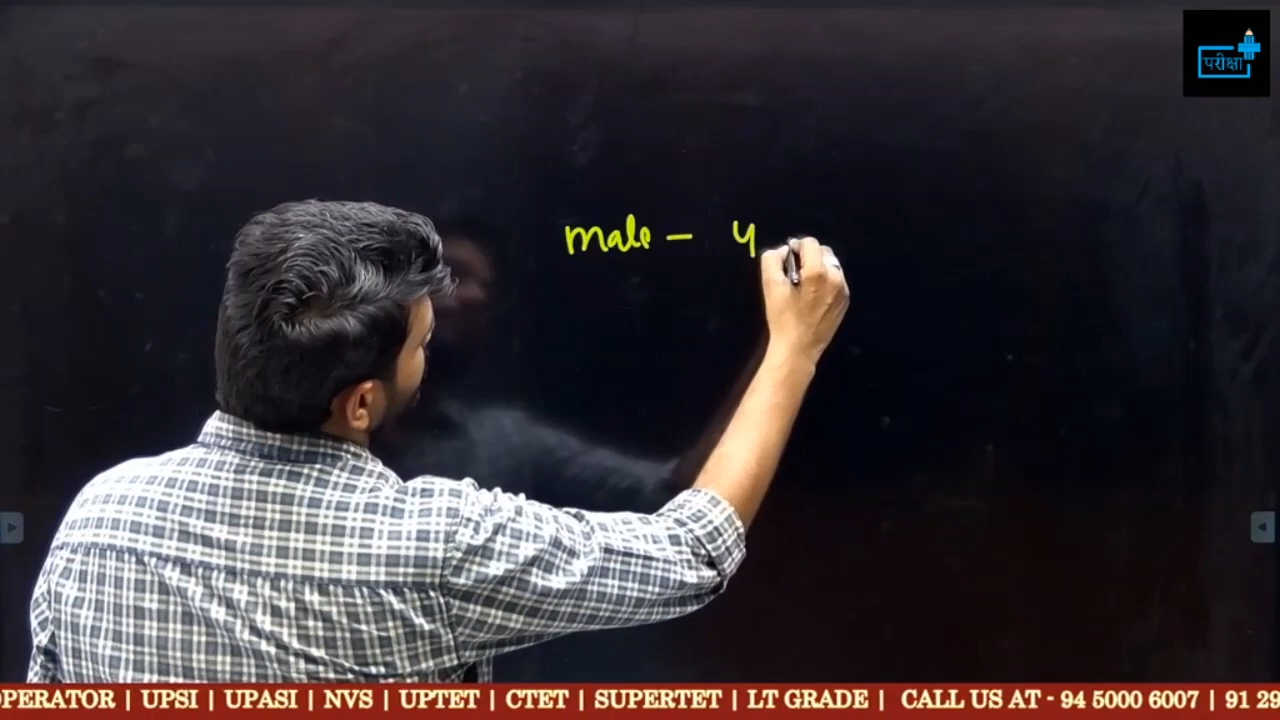 परीक्षा
male - 4
OPERATOR | UPSI | UPASI | NVS | UPTET | CTET | SUPERTET | LT GRADE | CALL US AT - 94 5000 6007 | 91 29